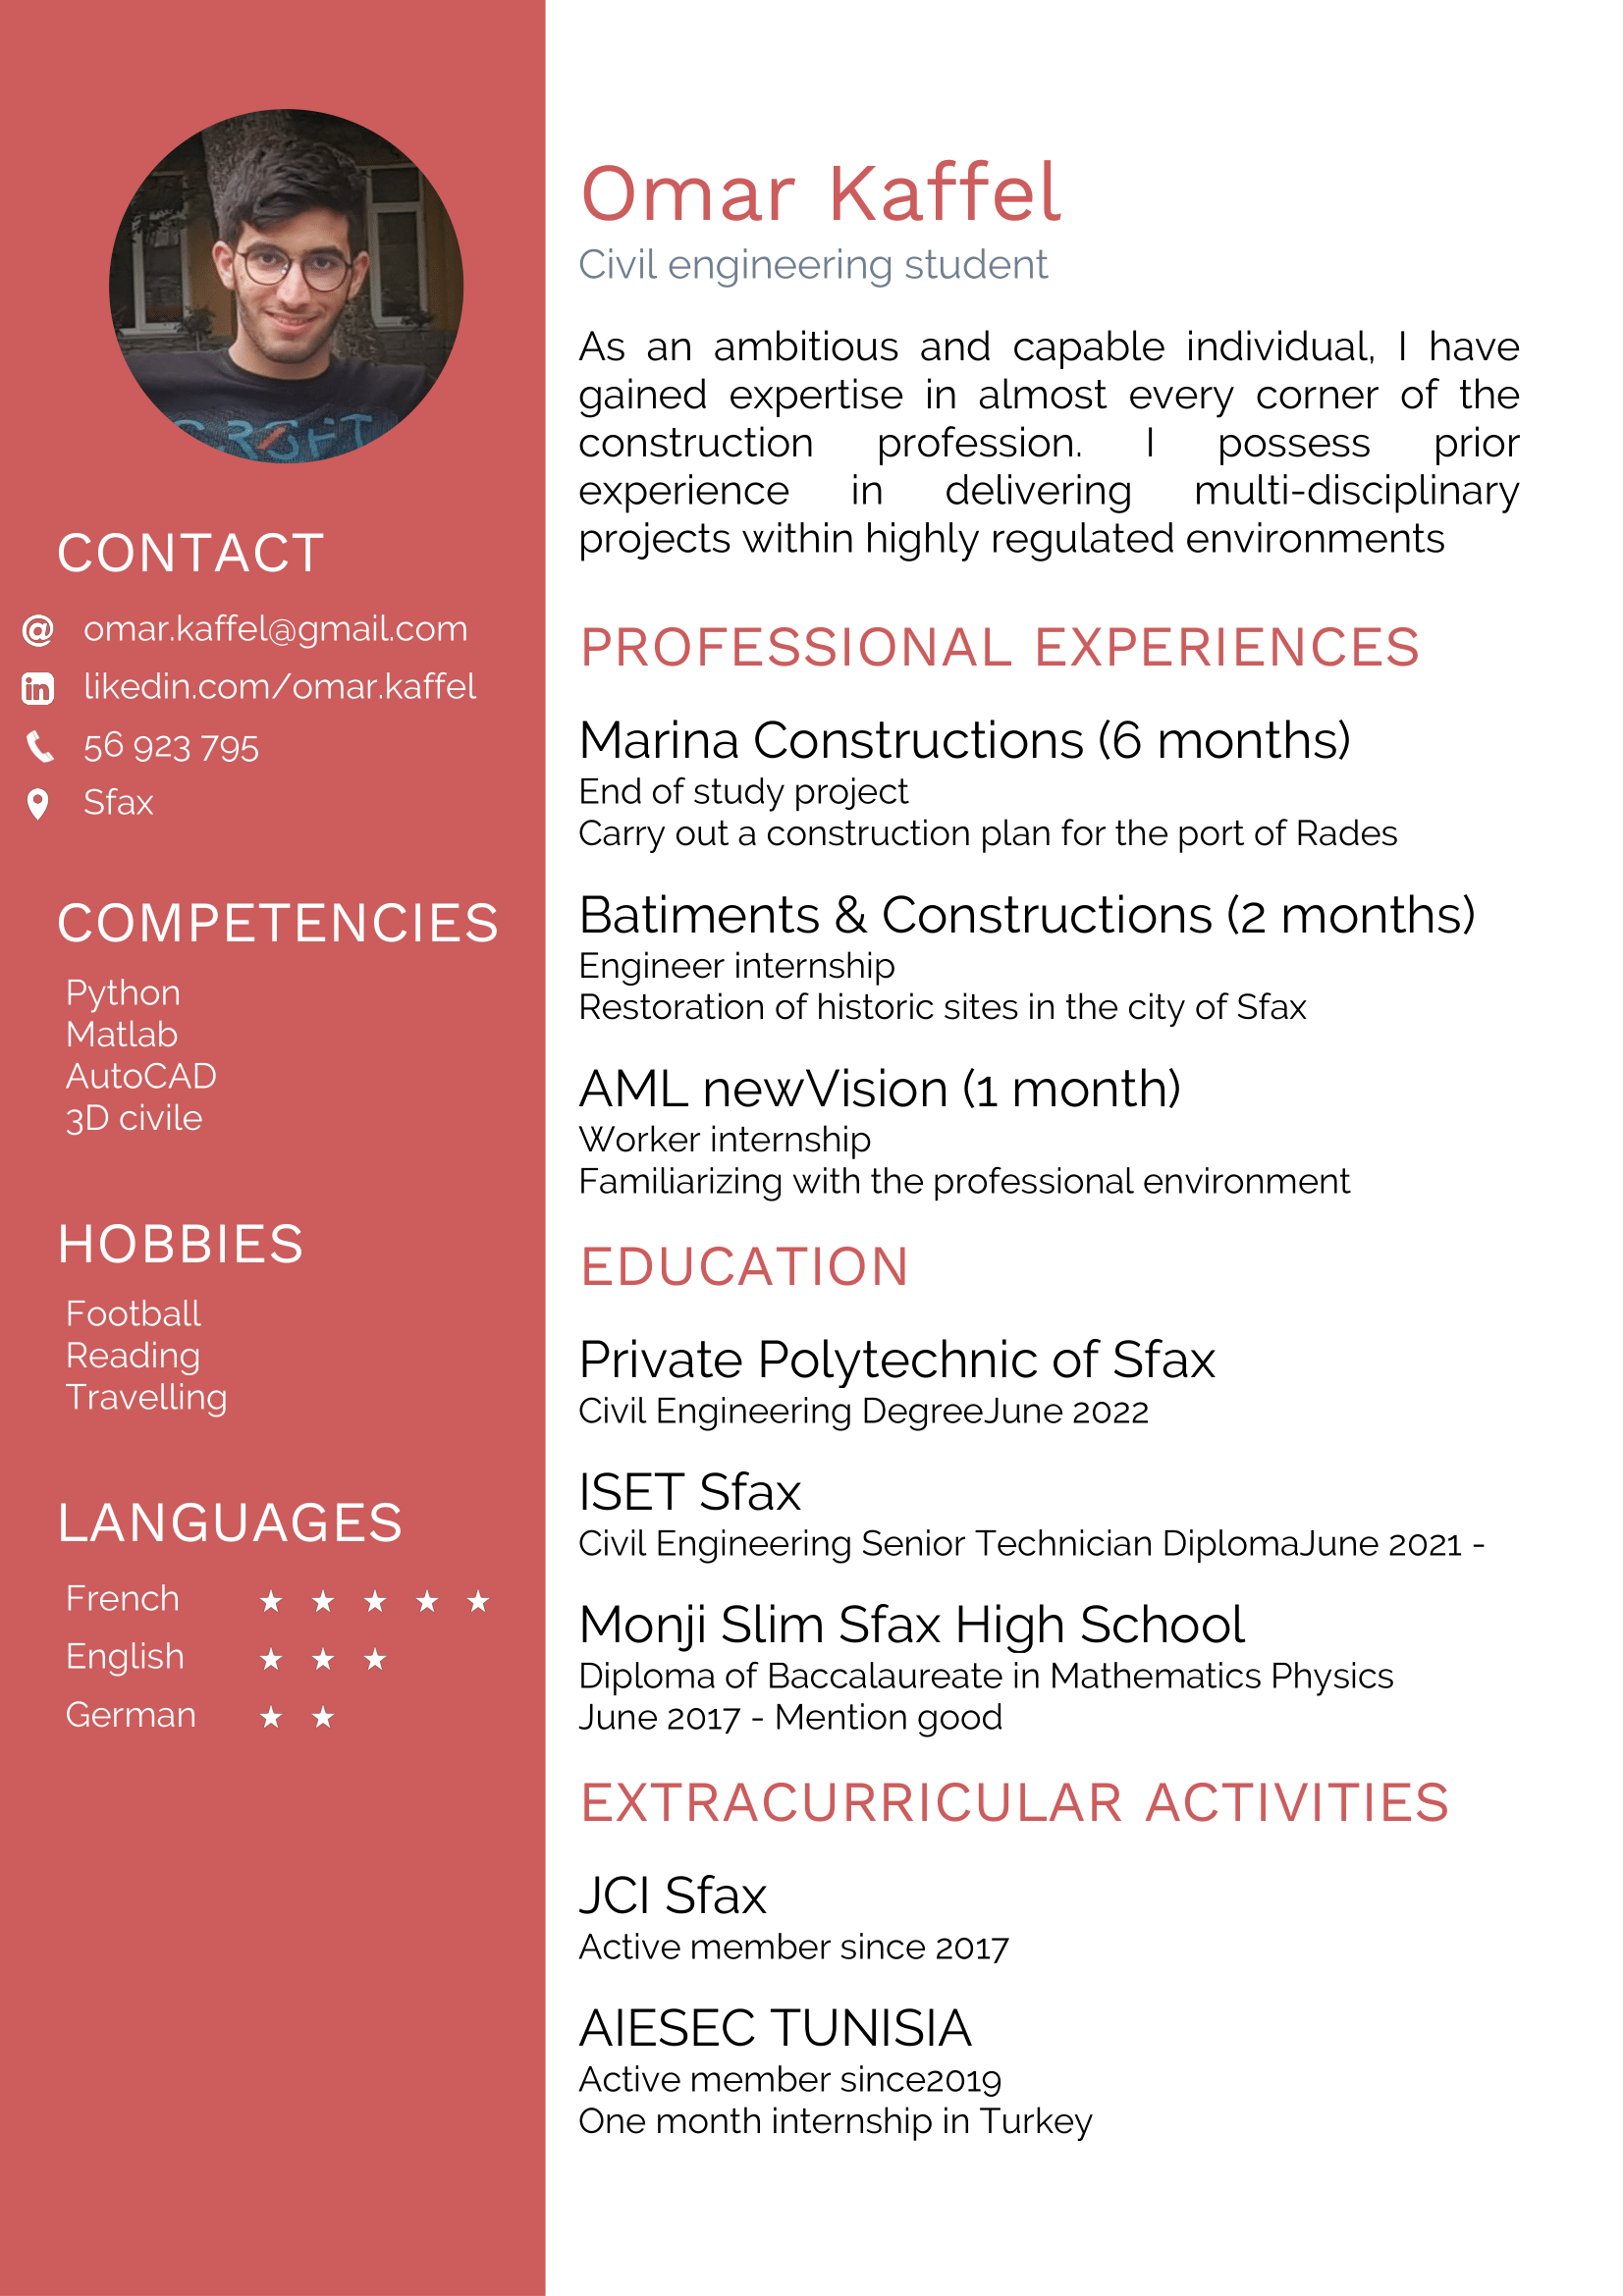 Omar Kaffel
Civil engineering student
As an ambitious and capable individual, I have
gained expertise in almost every corner of the
construction profession. I possess prior
experience in delivering multi-disciplinary
projects within highly regulated environments
CONTACT
omar.kaffel@gmail.com
likedin.com/omar.kaffel
56 923 795
Sfax
COMPETENCIES
Python
Matlab
AutoCAD
3D civile
HOBBIES
Football
Reading
Travelling
LANGUAGES
French ★ ★ ★ ★ ★
English ★ ★ ★
German ★ ★
PROFESSIONAL EXPERIENCES
Marina Constructions (6 months)
End of study project
Carry out a construction plan for the port of Rades
Batiments & Constructions (2 months)
Engineer internship
Restoration of historic sites in the city of Sfax
AML newVision (1 month)
Worker internship
Familiarizing with the professional environment
EDUCATION
Private Polytechnic of Sfax
Civil Engineering DegreeJune 2022
ISET Sfax
Civil Engineering Senior Technician DiplomaJune 2021 -
Monji Slim Sfax High School
Diploma of Baccalaureate in Mathematics Physics
June 2017 - Mention good
EXTRACURRICULAR ACTIVITIES
JCI Sfax
Active member since 2017
AIESEC TUNISIA
Active member since2019
One month internship in Turkey